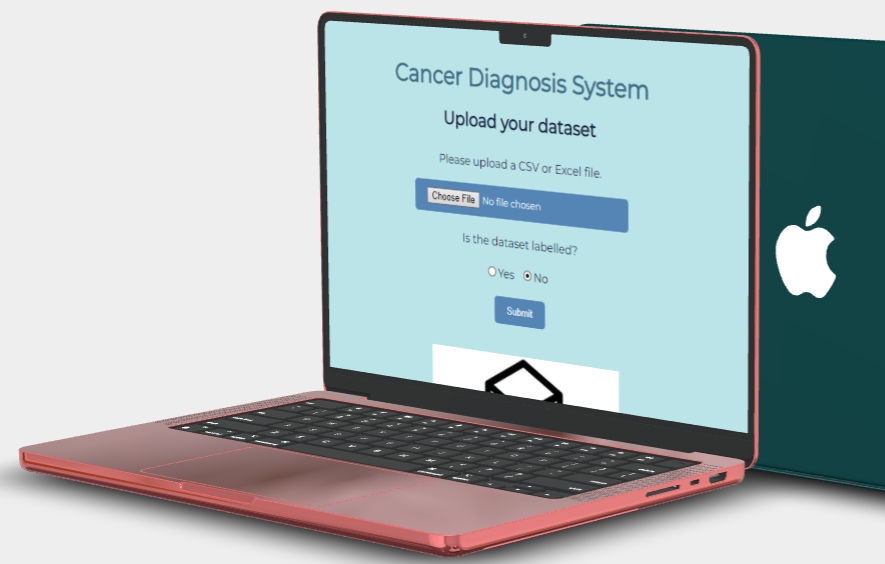 Cancer Diagnosis System
Upload your dataset
Please upload a CSV or Excel file.
Choose File No file chosen
Is the dataset labelled?
Yes No
Submit